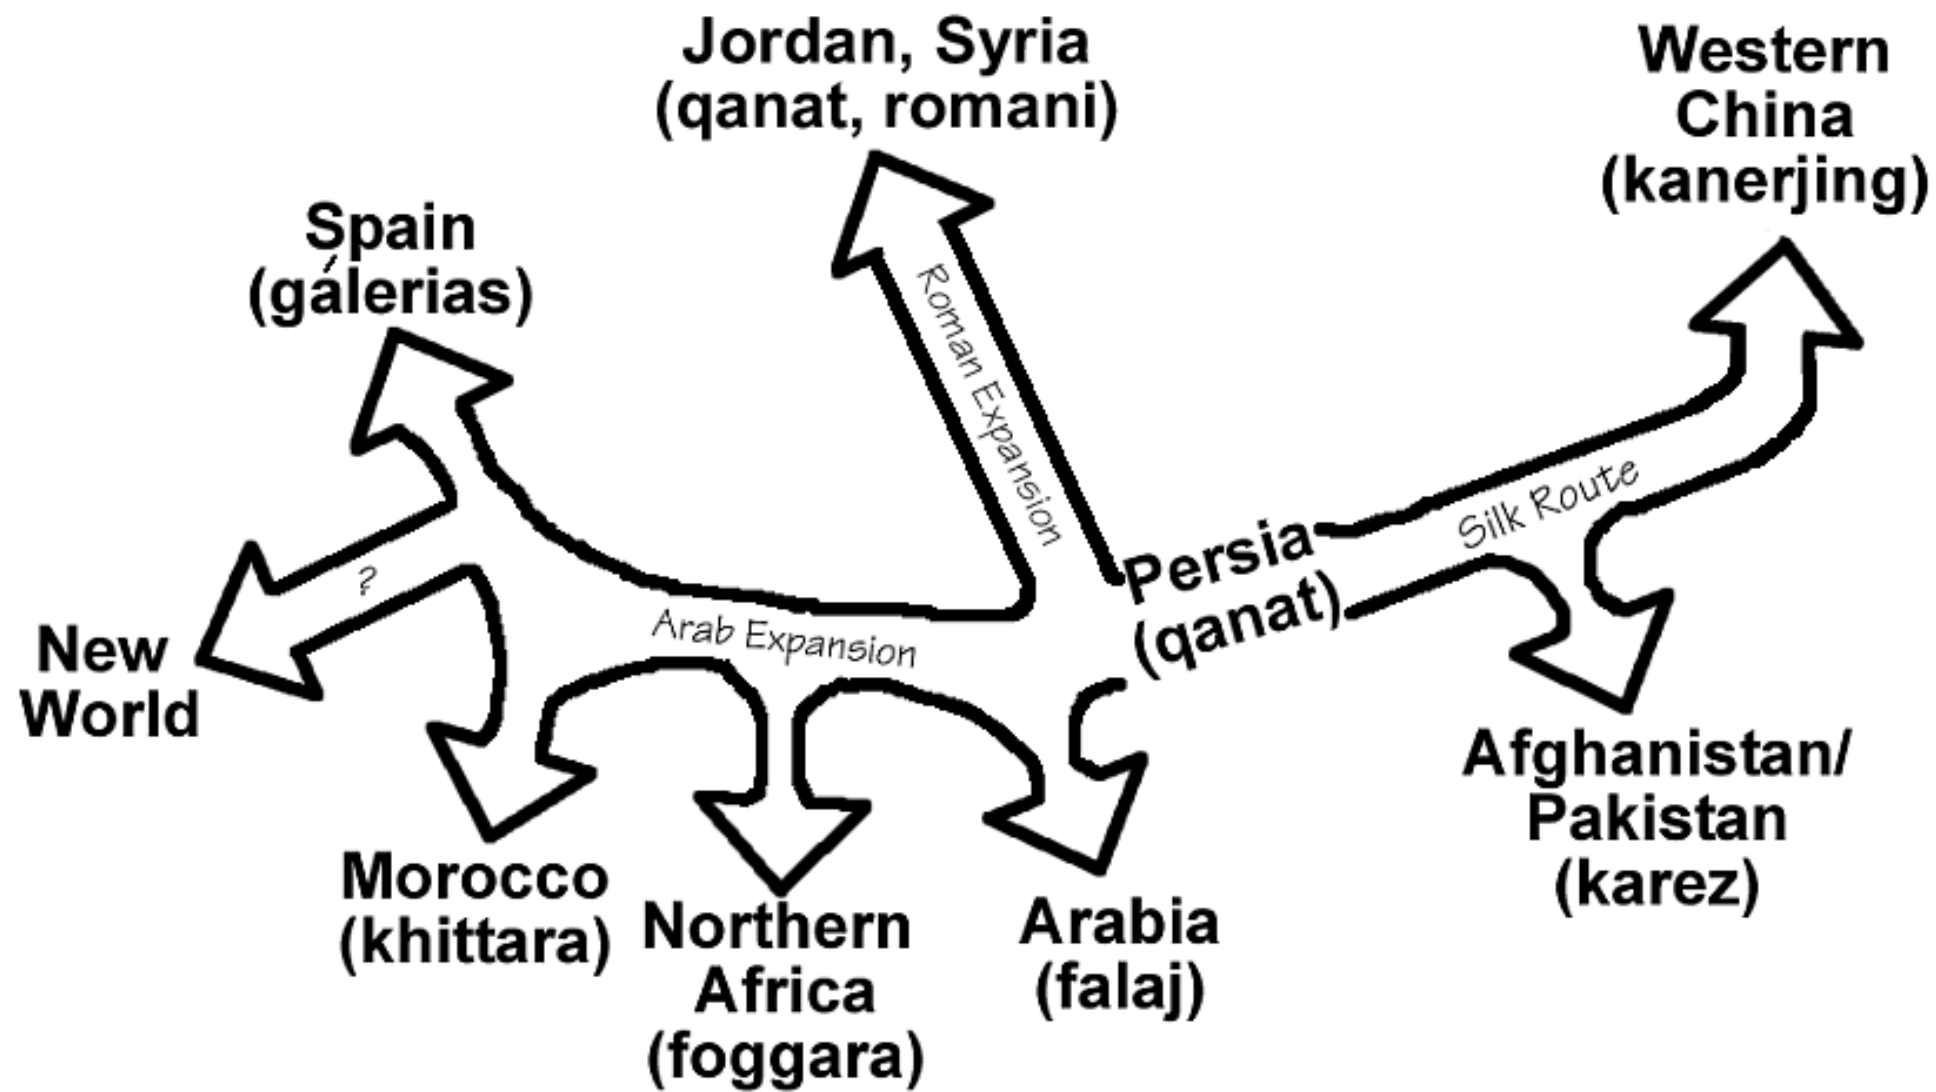 Jordan, Syria
(qanat, romani)
Western
China
(kanerjing)
Spain
(gálerias)
Roman Expansion
Silk Route
Persia
(qanat)
?
Arab Expansion
New
World
Afghanistan/
Pakistan
(karez)
Morocco
(khittara)
Northern
Africa
(foggara)
Arabia
(falaj)